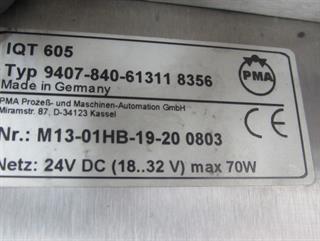 IQT 605
Typ 9407-840-61311 8356
Made in Germany
PMA
PMA Prozeß- und Maschinen-Automation GmbH
Miramstr. 87, D-34123 Kassel
CE
Nr.: M13-01HB-19-20 0803
Netz: 24V DC (18..32 V) max 70W